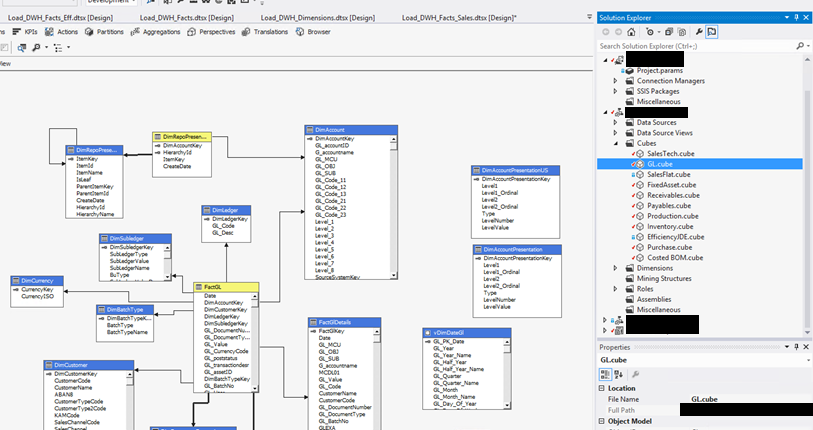 Development
Load_DWH_Facts_Eff.dtsx [Design]
Load_DWH_Facts.dtsx [Design]
Load_DWH_Dimensions.dtsx [Design]
Load_DWH_Facts_Sales.dtsx [Design]*
KPIs
Actions
Partitions
Aggregations
Perspectives
Translations
Browser
DimRepoPrese...
ItemKey
ItemId
ItemName
IsLeaf
ParentItemKey
ParentItemId
CreateDate
HierarchyId
HierarchyName
DimRepoPresen...
DimAccountKey
HierarchyId
ItemKey
CreateDate
DimAccount
DimAccountKey
GL_accountID
G_accountname
GL_MCU
GL_OBJ
GL_SUB
GL_Code_11
GL_Code_12
GL_Code_13
GL_Code_21
GL_Code_22
GL_Code_23
Level_1
Level_2
Level_3
Level_4
Level_5
Level_6
Level_7
Level_8
SourceSystemKey
DimAccountPresentationUS
DimAccountPresentationKey
Level1
Level1_Ordinal
Level2
Level2_Ordinal
Type
LevelNumber
LevelValue
DimLedger
DimLedgerKey
GL_Code
GL_Desc
DimSubledger
DimSubledgerKey
SubLedgerType
SubLedgerValue
SubLedgerName
BuType
DimAccountPresentation
DimAccountPresentationKey
Level1
Level1_Ordinal
Level2
Level2_Ordinal
Type
LevelNumber
LevelValue
DimCurrency
CurrencyKey
CurrencyISO
FactGL
Date
DimAccountKey
DimCustomerKey
DimLedgerKey
DimSubledgerKey
GL_DocumentNu...
GL_DocumentTy...
GL_Value
GL_CurrencyCode
GL_poststatus
GL_transactiondesr
GL_assetID
DimBatchTypeKey
GL_BatchNo
DimBatchType
DimBatchTypeK...
BatchType
BatchTypeName
FactGlDetails
FactGlKey
Date
GL_MCU
GL_OBJ
GL_SUB
G_accountname
MCDL01
GL_Value
GL_Code
CustomerName
CustomerCode
GL_DocumentNumber
GL_DocumentType
GL_BatchNo
GLEXA
vDimDateGl
GL_PK_Date
GL_Year
GL_Year_Name
GL_Half_Year
GL_Half_Year_Name
GL_Quarter
GL_Quarter_Name
GL_Month
GL_Month_Name
GL_Day_Of_Year
DimCustomer
DimCustomerKey
CustomerCode
CustomerName
ABAN8
CustomerTypeCode
CustomerType2Code
KAMCode
SalesChannelCode
Solution Explorer
Search Solution Explorer (Ctrl+;)
Project.params
Connection Managers
SSIS Packages
Miscellaneous
Data Sources
Data Source Views
Cubes
SalesTech.cube
GL.cube
SalesFlat.cube
FixedAsset.cube
Receivables.cube
Payables.cube
Production.cube
Inventory.cube
EfficiencyJDE.cube
Purchase.cube
Costed BOM.cube
Dimensions
Mining Structures
Roles
Assemblies
Miscellaneous
Properties
GL.cube
Location
File Name
GL.cube
Full Path
Object Model